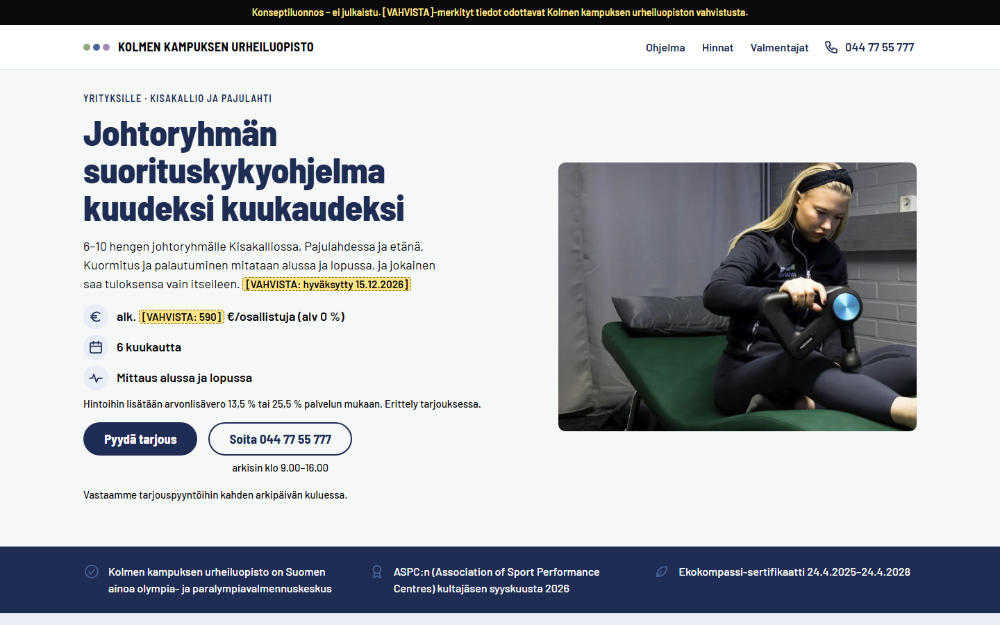 Konseptiluonnos – ei julkaistu. [VAHVISTA]-merkityt tiedot odottavat Kolmen kampuksen urheiluopiston vahvistusta.
KOLMEN KAMPUKSEN URHEILUOPISTO
Ohjelma
Hinnat
Valmentajat
044 77 55 777
YRITYKSILLE · KISAKALLIO JA PAJULAHTI
Johtoryhmän
suorituskykyohjelma
kuudeksi kuukaudeksi
6–10 hengen johtoryhmälle Kisakalliossa, Pajulahdessa ja etänä.
Kuormitus ja palautuminen mitataan alussa ja lopussa, ja jokainen
saa tuloksensa vain itselleen. [VAHVISTA: hyväksytty 15.12.2026]
alk. [VAHVISTA: 590] €/osallistuja (alv 0 %)
6 kuukautta
Mittaus alussa ja lopussa
Hintoihin lisätään arvonlisävero 13,5 % tai 25,5 % palvelun mukaan. Erittely tarjouksessa.
Pyydä tarjous
Soita 044 77 55 777
arkisin klo 9.00–16.00
Vastaamme tarjouspyyntöihin kahden arkipäivän kuluessa.
Kolmen kampuksen urheiluopisto on Suomen
ainoa olympia- ja paralympiavalmennuskeskus
ASPC:n (Association of Sport Performance
Centres) kultajäsen syyskuusta 2026
Ekokompassi-sertifikaatti 24.4.2025–24.4.2028